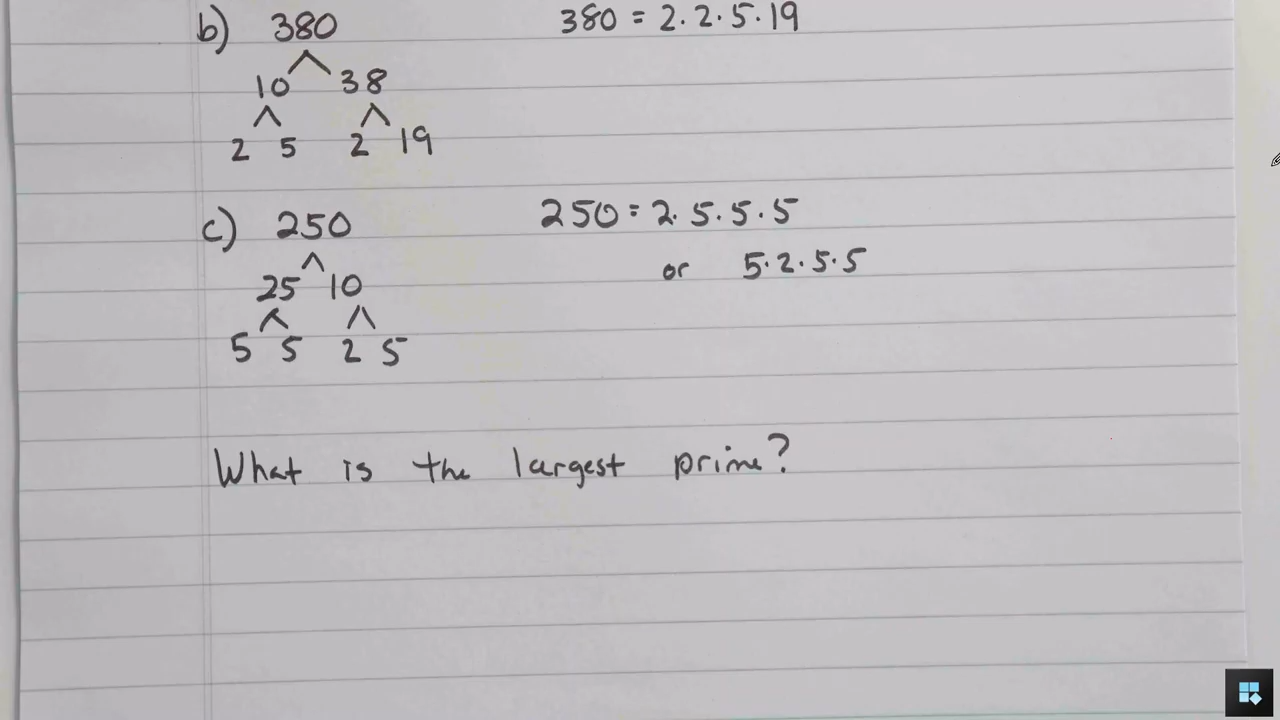 b) 380 380 = 2·2·5·19
10 38
2 5 2 19
c) 250 250 = 2·5·5·5
25 10 or 5·2·5·5
5 5 2 5
What is the largest prime?